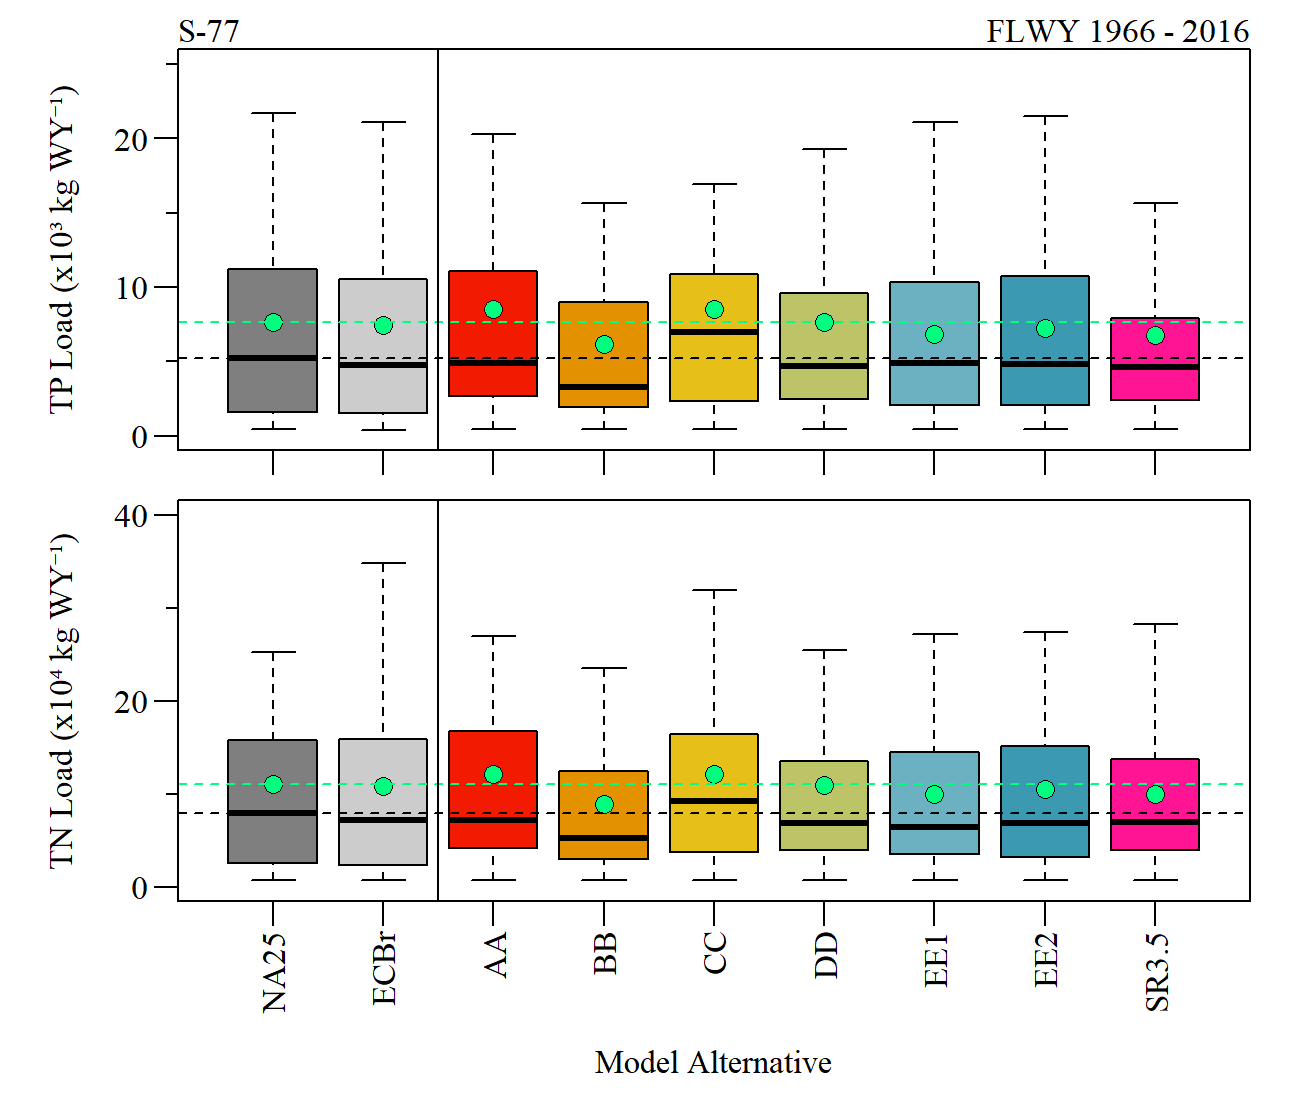 S-77 FLWY 1966 - 2016
TP Load (x10³ kg WY⁻¹)
20
10
0
TN Load (x10⁴ kg WY⁻¹)
40
20
0
NA25 ECBr AA BB CC DD EE1 EE2 SR3.5
Model Alternative